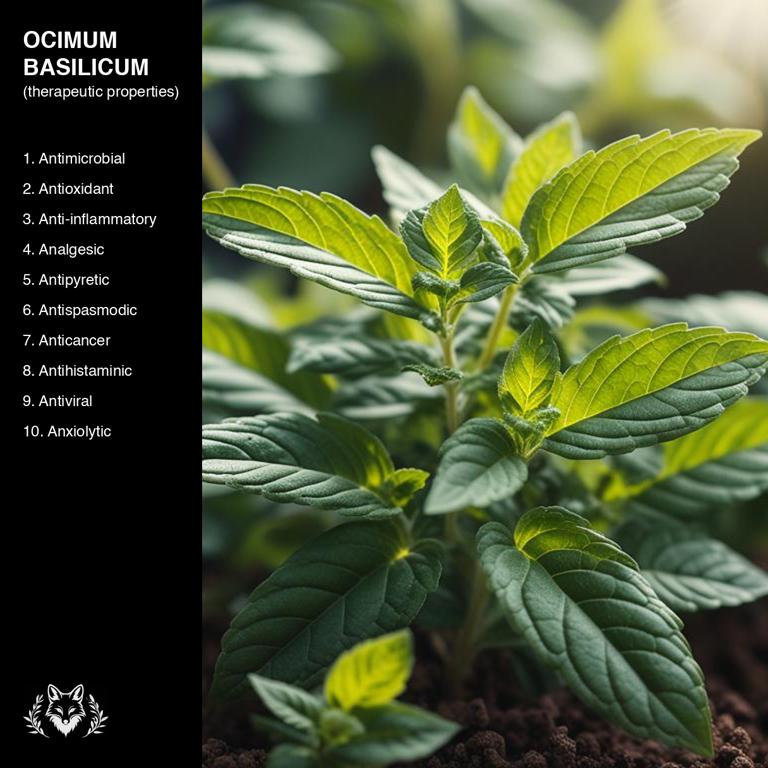 OCIMUM
BASILICUM
(therapeutic properties)
1. Antimicrobial
2. Antioxidant
3. Anti-inflammatory
4. Analgesic
5. Antipyretic
6. Antispasmodic
7. Anticancer
8. Antihistaminic
9. Antiviral
10. Anxiolytic